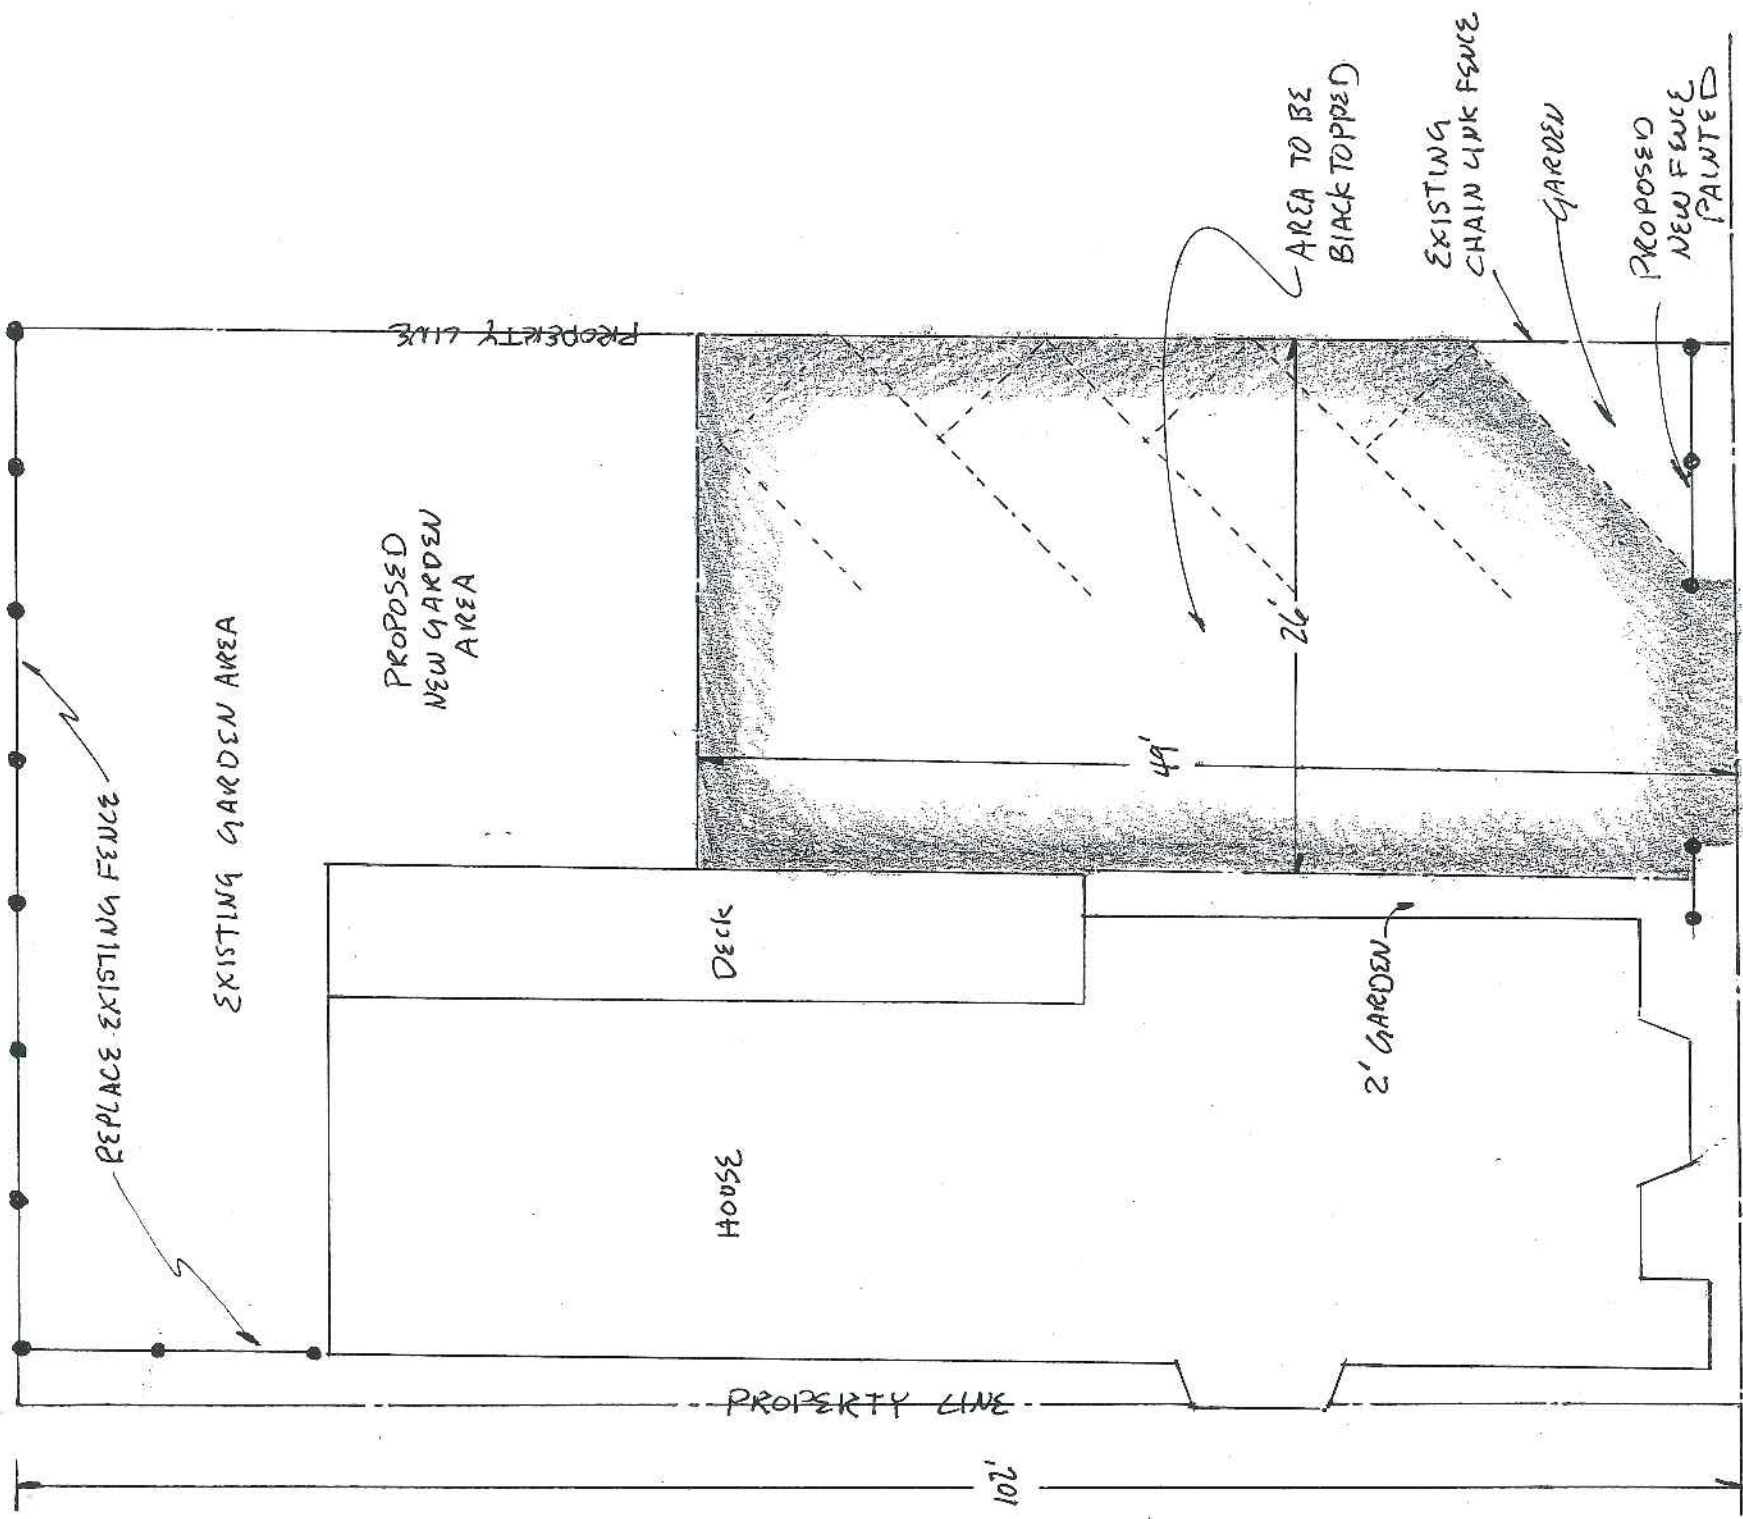 REPLACE EXISTING FENCE
EXISTING GARDEN AREA
PROPOSED
NEW GARDEN
AREA
PROPERTY LINE
HOUSE
DECK
PROPERTY LINE
102'
49'
26'
AREA TO BE
BLACKTOPPED
2' GARDEN
EXISTING
CHAIN LINK FENCE
GARDEN
PROPOSED
NEW FENCE
PAINTED